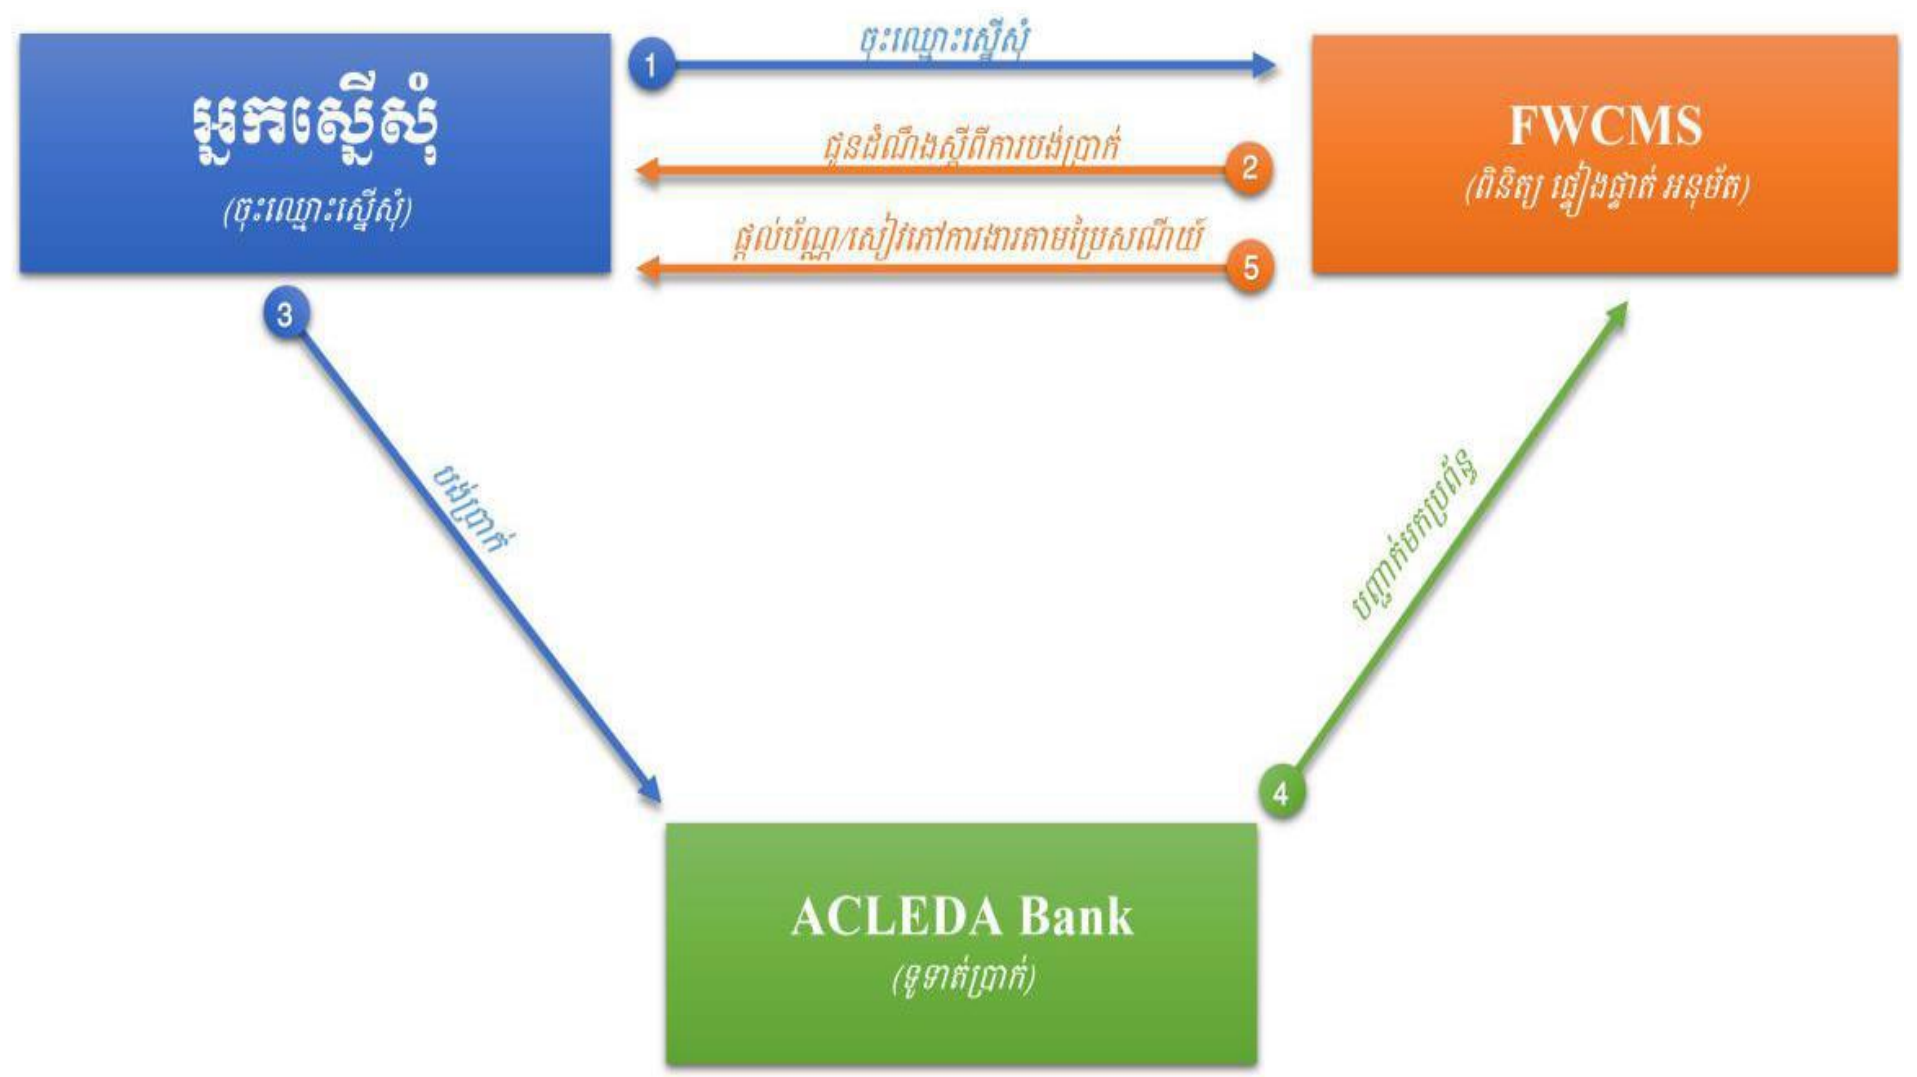 ចុះឈ្មោះស្នើសុំ
1
អ្នកស្នើសុំ
(ចុះឈ្មោះស្នើសុំ)
FWCMS
(ពិនិត្យ ផ្ទៀងផ្ទាត់ អនុម័ត)
ជូនដំណឹងស្តីពីការបង់ប្រាក់
2
ផ្តល់ប័ណ្ណ/សៀវភៅការងារតាមប្រៃសណីយ៍
5
3
បង់ប្រាក់
បញ្ជាក់មកប្រព័ន្ធ
4
ACLEDA Bank
(ទូទាត់ប្រាក់)